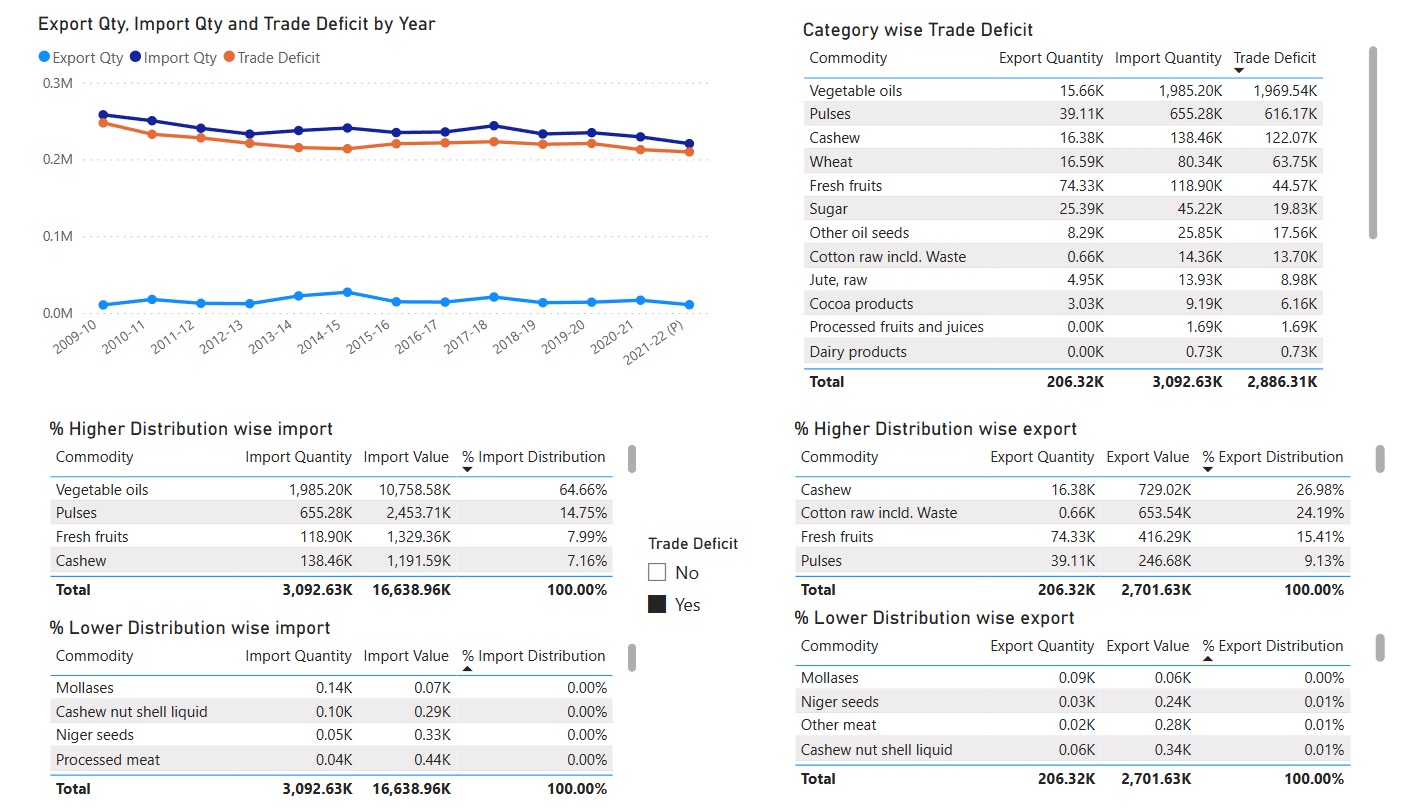 Export Qty, Import Qty and Trade Deficit by Year
Export Qty Import Qty Trade Deficit
0.3M
0.2M
0.1M
0.0M
2009-10 2010-11 2011-12 2012-13 2013-14 2014-15 2015-16 2016-17 2017-18 2018-19 2019-20 2020-21 2021-22 (P)
Category wise Trade Deficit
Commodity Export Quantity Import Quantity Trade Deficit
Vegetable oils 15.66K 1,985.20K 1,969.54K
Pulses 39.11K 655.28K 616.17K
Cashew 16.38K 138.46K 122.07K
Wheat 16.59K 80.34K 63.75K
Fresh fruits 74.33K 118.90K 44.57K
Sugar 25.39K 45.22K 19.83K
Other oil seeds 8.29K 25.85K 17.56K
Cotton raw incld. Waste 0.66K 14.36K 13.70K
Jute, raw 4.95K 13.93K 8.98K
Cocoa products 3.03K 9.19K 6.16K
Processed fruits and juices 0.00K 1.69K 1.69K
Dairy products 0.00K 0.73K 0.73K
Total 206.32K 3,092.63K 2,886.31K
% Higher Distribution wise import
Commodity Import Quantity Import Value % Import Distribution
Vegetable oils 1,985.20K 10,758.58K 64.66%
Pulses 655.28K 2,453.71K 14.75%
Fresh fruits 118.90K 1,329.36K 7.99%
Cashew 138.46K 1,191.59K 7.16%
Total 3,092.63K 16,638.96K 100.00%
% Lower Distribution wise import
Commodity Import Quantity Import Value % Import Distribution
Mollases 0.14K 0.07K 0.00%
Cashew nut shell liquid 0.10K 0.29K 0.00%
Niger seeds 0.05K 0.33K 0.00%
Processed meat 0.04K 0.44K 0.00%
Total 3,092.63K 16,638.96K 100.00%
Trade Deficit
No
Yes
% Higher Distribution wise export
Commodity Export Quantity Export Value % Export Distribution
Cashew 16.38K 729.02K 26.98%
Cotton raw incld. Waste 0.66K 653.54K 24.19%
Fresh fruits 74.33K 416.29K 15.41%
Pulses 39.11K 246.68K 9.13%
Total 206.32K 2,701.63K 100.00%
% Lower Distribution wise export
Commodity Export Quantity Export Value % Export Distribution
Mollases 0.09K 0.06K 0.00%
Niger seeds 0.03K 0.24K 0.01%
Other meat 0.02K 0.28K 0.01%
Cashew nut shell liquid 0.06K 0.34K 0.01%
Total 206.32K 2,701.63K 100.00%